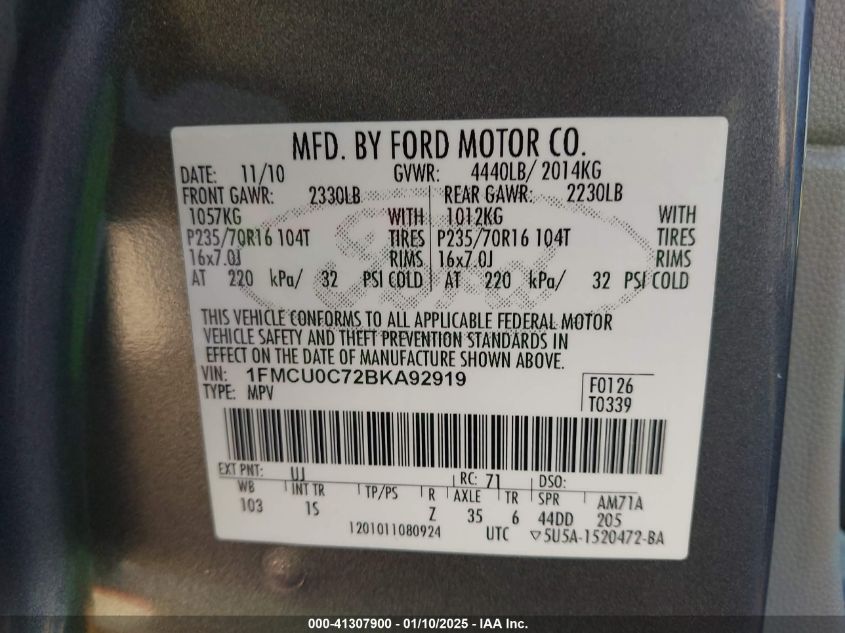 MFD. BY FORD MOTOR CO.
DATE: 11/10 GVWR: 4440LB/ 2014KG
FRONT GAWR: 2330LB REAR GAWR: 2230LB
1057KG WITH 1012KG WITH
P235/70R16 104T TIRES P235/70R16 104T TIRES
16x7.0J RIMS 16x7.0J RIMS
AT 220 kPa/ 32 PSI COLD AT 220 kPa/ 32 PSI COLD
THIS VEHICLE CONFORMS TO ALL APPLICABLE FEDERAL MOTOR
VEHICLE SAFETY AND THEFT PREVENTION STANDARDS IN
EFFECT ON THE DATE OF MANUFACTURE SHOWN ABOVE.
VIN: 1FMCU0C72BKA92919 F0126
TYPE: MPV T0339
EXT PNT: UJ RC: 71 DSO:
WB INT TR TP/PS R AXLE TR SPR AM71A
103 1S Z 35 6 44DD 205
1201011080924 UTC ▽5U5A-1520472-BA
000-41307900 - 01/10/2025 - IAA Inc.